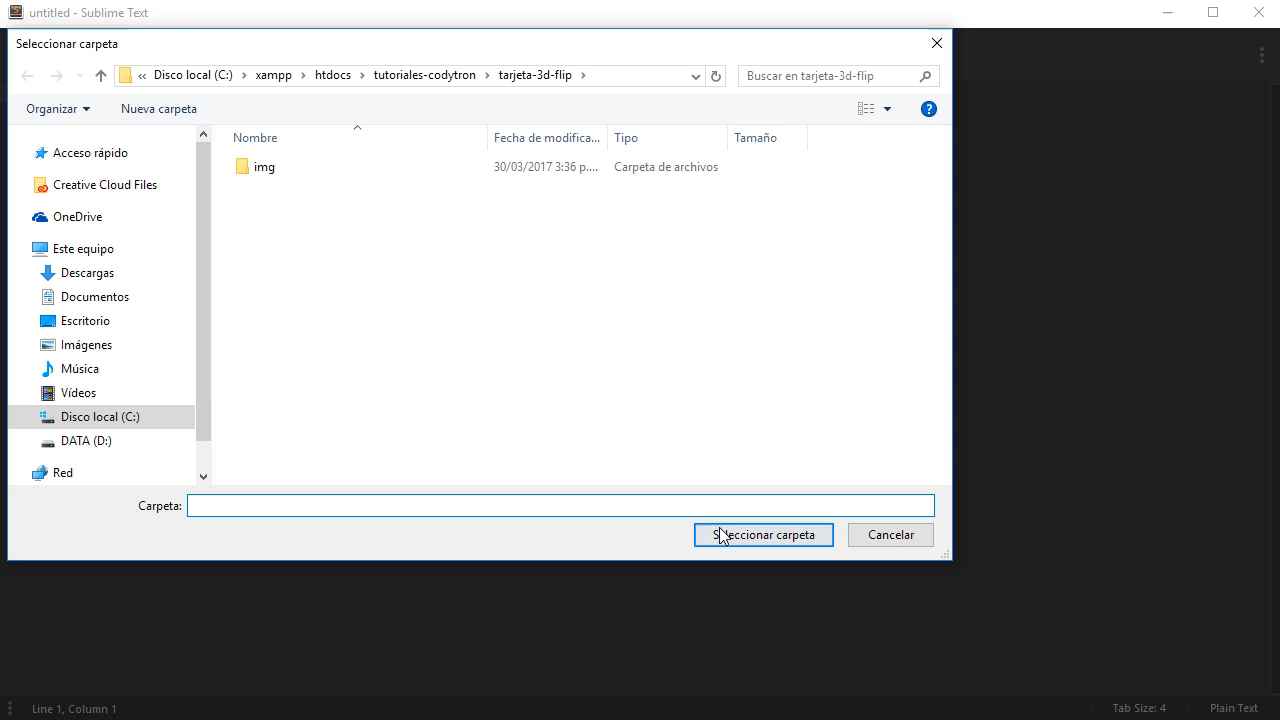 untitled - Sublime Text
Seleccionar carpeta
« Disco local (C:) › xampp › htdocs › tutoriales-codytron › tarjeta-3d-flip ›
Buscar en tarjeta-3d-flip
Organizar
Nueva carpeta
Nombre
Fecha de modifica...
Tipo
Tamaño
img
30/03/2017 3:36 p....
Carpeta de archivos
Acceso rápido
Creative Cloud Files
OneDrive
Este equipo
Descargas
Documentos
Escritorio
Imágenes
Música
Vídeos
Disco local (C:)
DATA (D:)
Red
Carpeta:
Seleccionar carpeta
Cancelar
Line 1, Column 1
Tab Size: 4
Plain Text